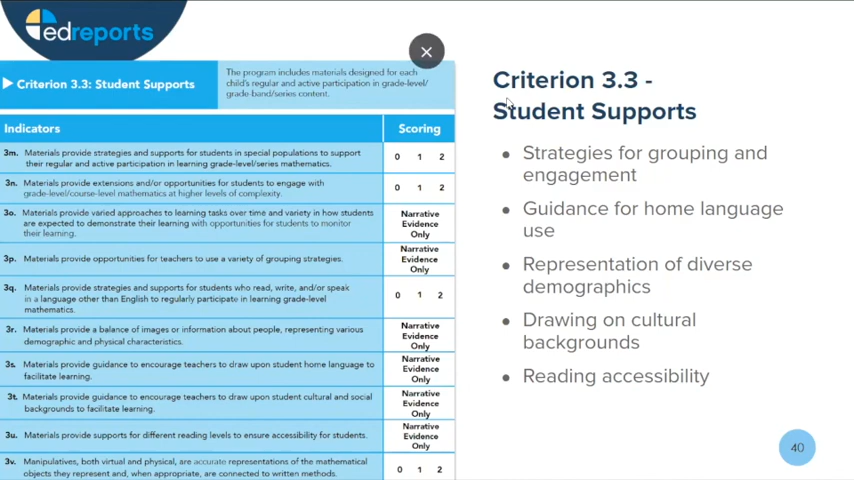 edreports
Criterion 3.3: Student Supports
The program includes materials designed for each
child's regular and active participation in grade-level/
grade-band/series content.
Indicators
Scoring
3m. Materials provide strategies and supports for students in special populations to support
their regular and active participation in learning grade-level/series mathematics.
0 1 2
3n. Materials provide extensions and/or opportunities for students to engage with
grade-level/course-level mathematics at higher levels of complexity.
0 1 2
3o. Materials provide varied approaches to learning tasks over time and variety in how students
are expected to demonstrate their learning with opportunities for students to monitor
their learning.
Narrative
Evidence
Only
3p. Materials provide opportunities for teachers to use a variety of grouping strategies.
Narrative
Evidence
Only
3q. Materials provide strategies and supports for students who read, write, and/or speak
in a language other than English to regularly participate in learning grade-level
mathematics.
0 1 2
3r. Materials provide a balance of images or information about people, representing various
demographic and physical characteristics.
Narrative
Evidence
Only
3s. Materials provide guidance to encourage teachers to draw upon student home language to
facilitate learning.
Narrative
Evidence
Only
3t. Materials provide guidance to encourage teachers to draw upon student cultural and social
backgrounds to facilitate learning.
Narrative
Evidence
Only
3u. Materials provide supports for different reading levels to ensure accessibility for students.
Narrative
Evidence
Only
3v. Manipulatives, both virtual and physical, are accurate representations of the mathematical
objects they represent and, when appropriate, are connected to written methods.
0 1 2
Criterion 3.3 -
Student Supports
• Strategies for grouping and
engagement
• Guidance for home language
use
• Representation of diverse
demographics
• Drawing on cultural
backgrounds
• Reading accessibility
40